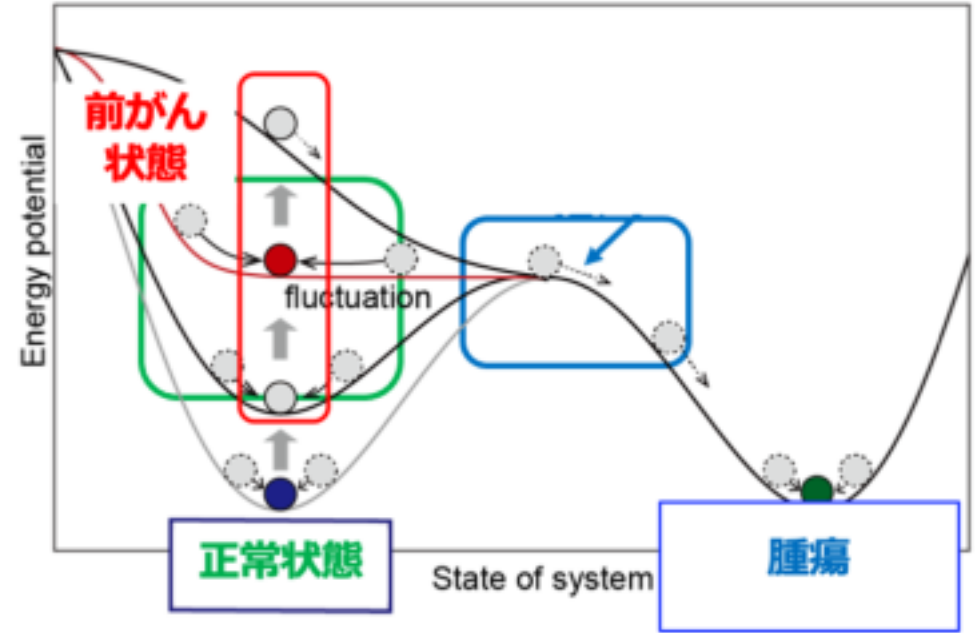 前がん
状態
Energy potential
fluctuation
正常状態
State of system
腫瘍